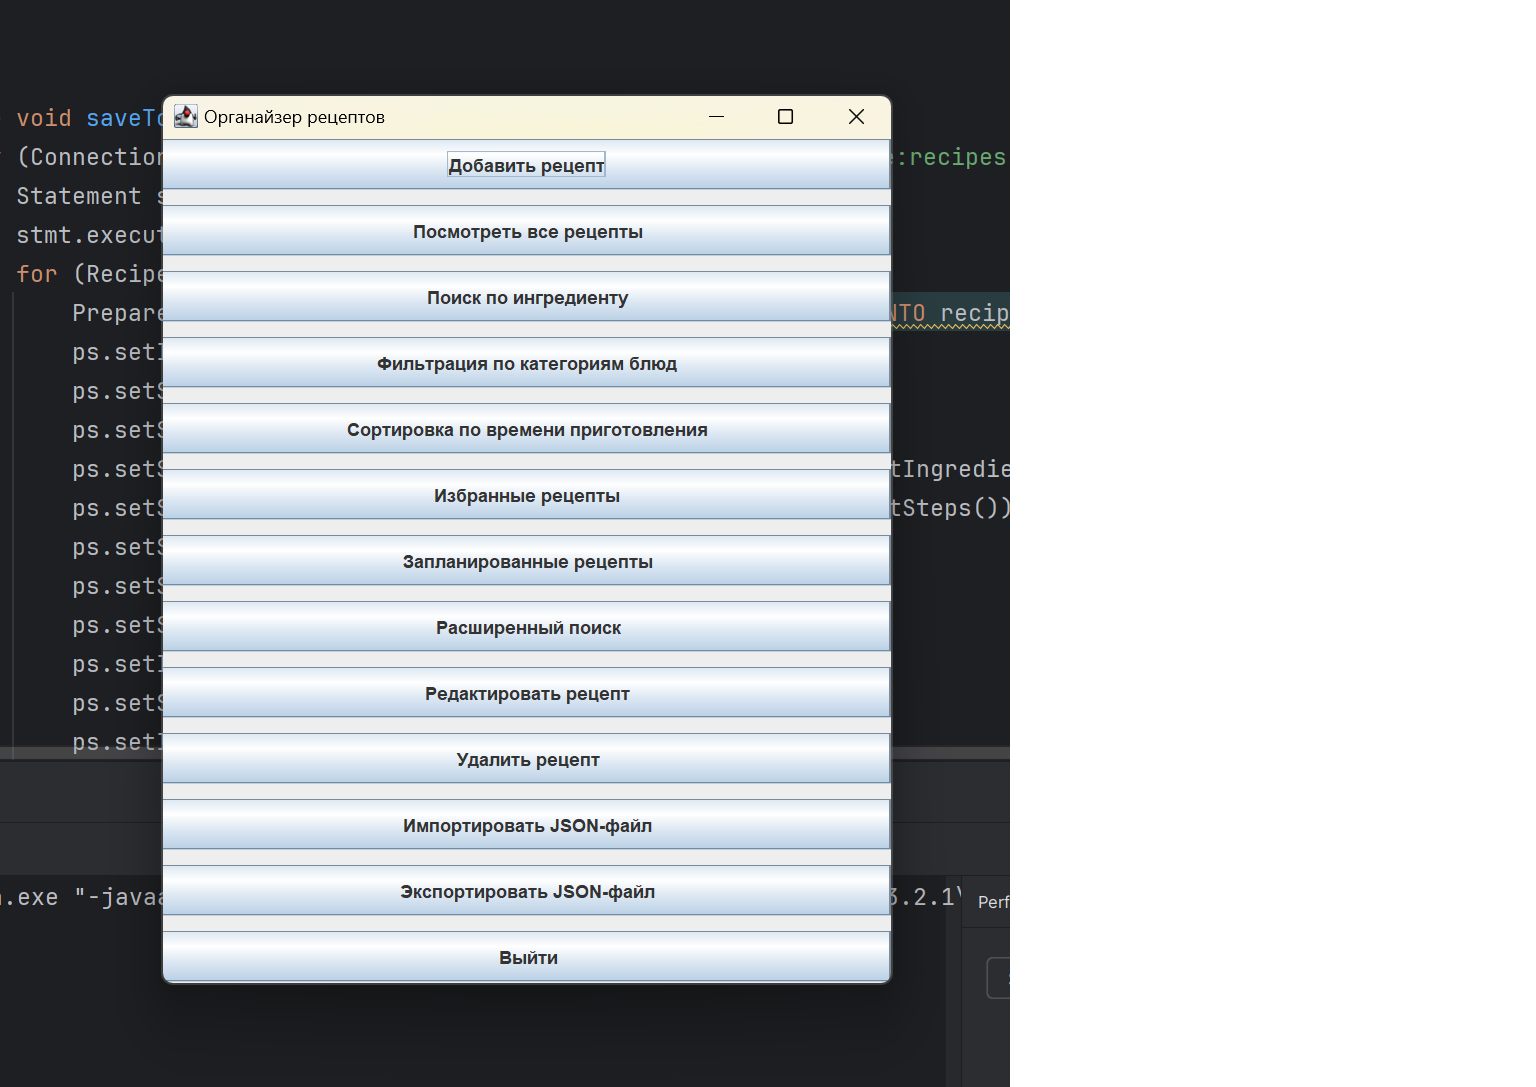 void saveTo
Органайзер рецептов
(Connection
:recipes
Добавить рецепт
Statement s
Посмотреть все рецепты
stmt.execut
for (Recipe
Поиск по ингредиенту
Prepare
NTO recip
ps.setI
Фильтрация по категориям блюд
ps.setS
ps.setS
Сортировка по времени приготовления
ps.setS
tIngredie
Избранные рецепты
ps.setS
tSteps())
ps.setS
Запланированные рецепты
ps.setS
ps.setS
Расширенный поиск
ps.setI
ps.setS
Редактировать рецепт
ps.setI
Удалить рецепт
Импортировать JSON-файл
.exe "-javaa
3.2.1\
Perf
Экспортировать JSON-файл
Выйти